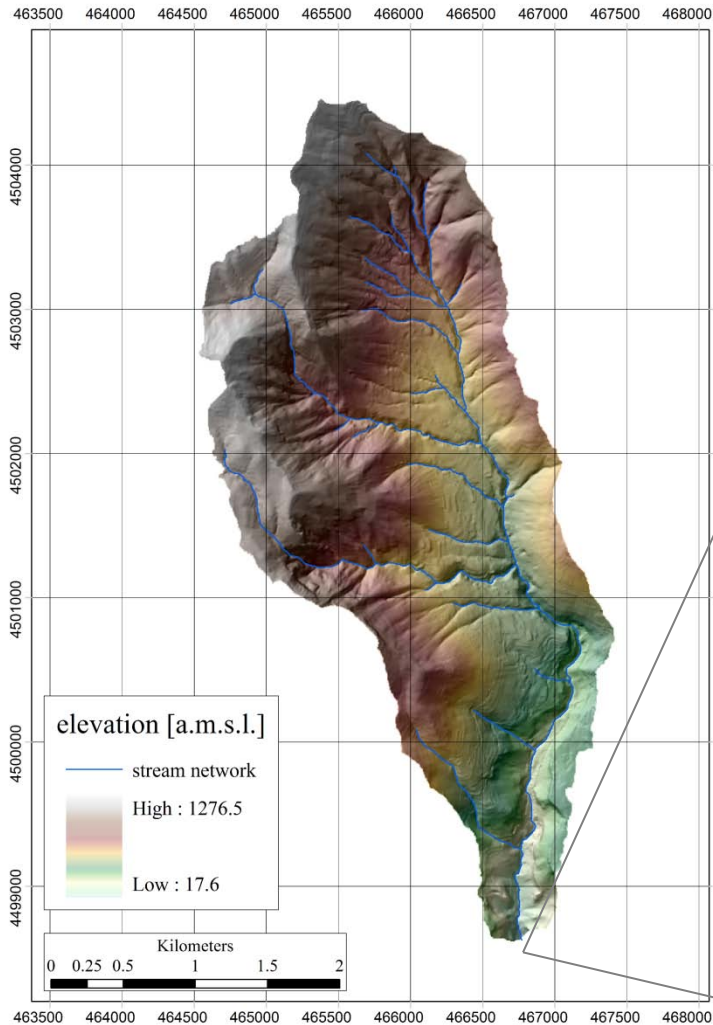 463500 464000 464500 465000 465500 466000 466500 467000 467500 468000
4504000
4503000
4502000
4501000
4500000
4499000
elevation [a.m.s.l.]
stream network
High : 1276.5
Low : 17.6
Kilometers
0 0.25 0.5 1 1.5 2
463500 464000 464500 465000 465500 466000 466500 467000 467500 468000